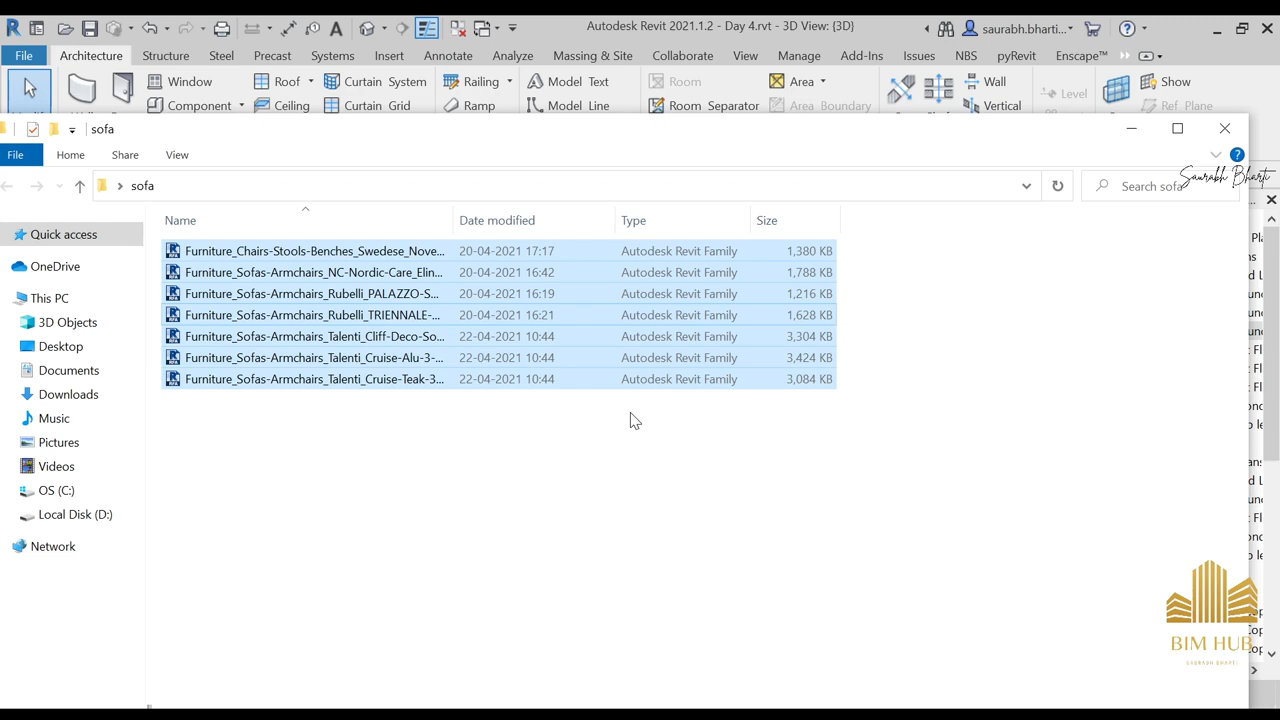 Autodesk Revit 2021.1.2 - Day 4.rvt - 3D View: {3D}
saurabh.bharti...
File Architecture Structure Steel Precast Systems Insert Annotate Analyze Massing & Site Collaborate View Manage Add-Ins Issues NBS pyRevit Enscape™
Window Roof Curtain System Railing Model Text Room Area Wall Show
Component Ceiling Curtain Grid Ramp Model Line Room Separator Area Boundary Level Vertical Ref Plane
sofa
File Home Share View
Saurabh Bharti
sofa
Search sofa
Name Date modified Type Size
Quick access
OneDrive
This PC
3D Objects
Desktop
Documents
Downloads
Music
Pictures
Videos
OS (C:)
Local Disk (D:)
Network
Furniture_Chairs-Stools-Benches_Swedese_Nove... 20-04-2021 17:17 Autodesk Revit Family 1,380 KB
Furniture_Sofas-Armchairs_NC-Nordic-Care_Elin... 20-04-2021 16:42 Autodesk Revit Family 1,788 KB
Furniture_Sofas-Armchairs_Rubelli_PALAZZO-S... 20-04-2021 16:19 Autodesk Revit Family 1,216 KB
Furniture_Sofas-Armchairs_Rubelli_TRIENNALE-... 20-04-2021 16:21 Autodesk Revit Family 1,628 KB
Furniture_Sofas-Armchairs_Talenti_Cliff-Deco-So... 22-04-2021 10:44 Autodesk Revit Family 3,304 KB
Furniture_Sofas-Armchairs_Talenti_Cruise-Alu-3-... 22-04-2021 10:44 Autodesk Revit Family 3,424 KB
Furniture_Sofas-Armchairs_Talenti_Cruise-Teak-3... 22-04-2021 10:44 Autodesk Revit Family 3,084 KB
BIM HUB
SAURABH BHARTI